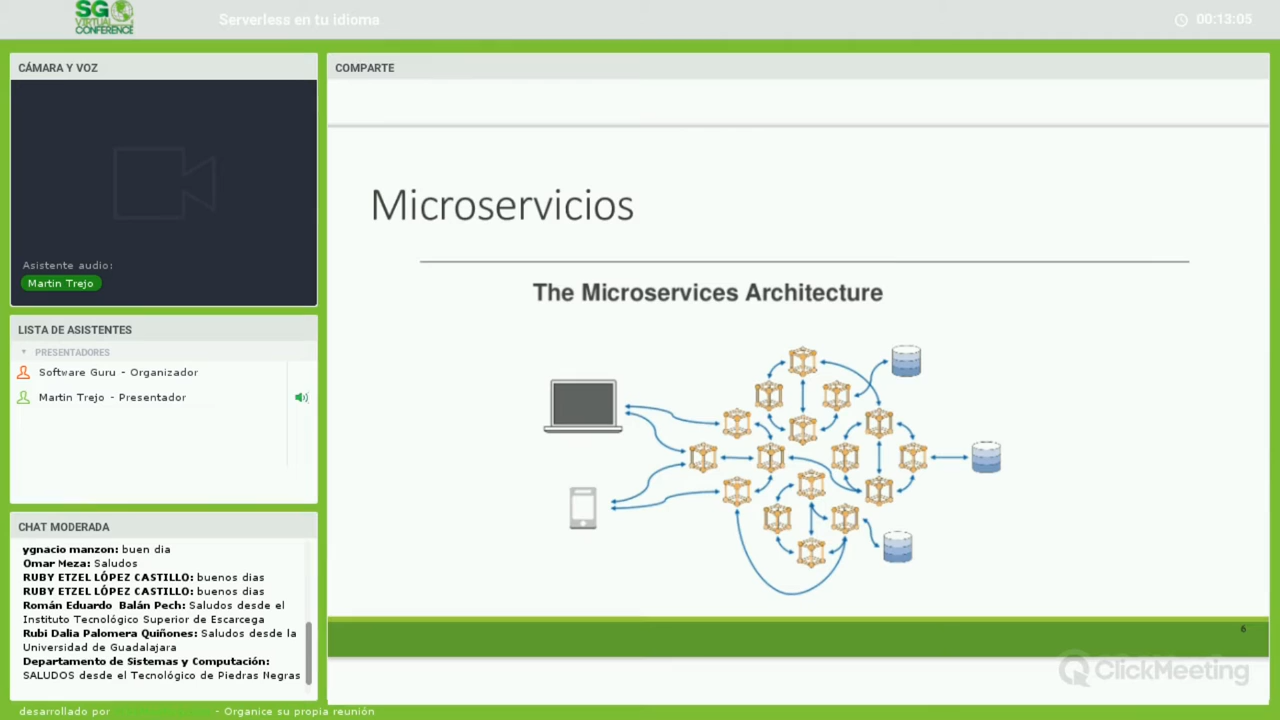 SG
VIRTUAL
CONFERENCE
Serverless en tu idioma
00:13:05
CÁMARA Y VOZ
Asistente audio:
Martin Trejo
LISTA DE ASISTENTES
PRESENTADORES
Software Guru - Organizador
Martin Trejo - Presentador
CHAT MODERADA
ygnacio manzon: buen dia
Omar Meza: Saludos
RUBY ETZEL LÓPEZ CASTILLO: buenos dias
RUBY ETZEL LÓPEZ CASTILLO: buenos dias
Román Eduardo Balán Pech: Saludos desde el
Instituto Tecnológico Superior de Escarcega
Rubi Dalia Palomera Quiñones: Saludos desde la
Universidad de Guadalajara
Departamento de Sistemas y Computación:
SALUDOS desde el Tecnológico de Piedras Negras
desarrollado por - Organice su propia reunión
COMPARTE
Microservicios
The Microservices Architecture
6
ClickMeeting